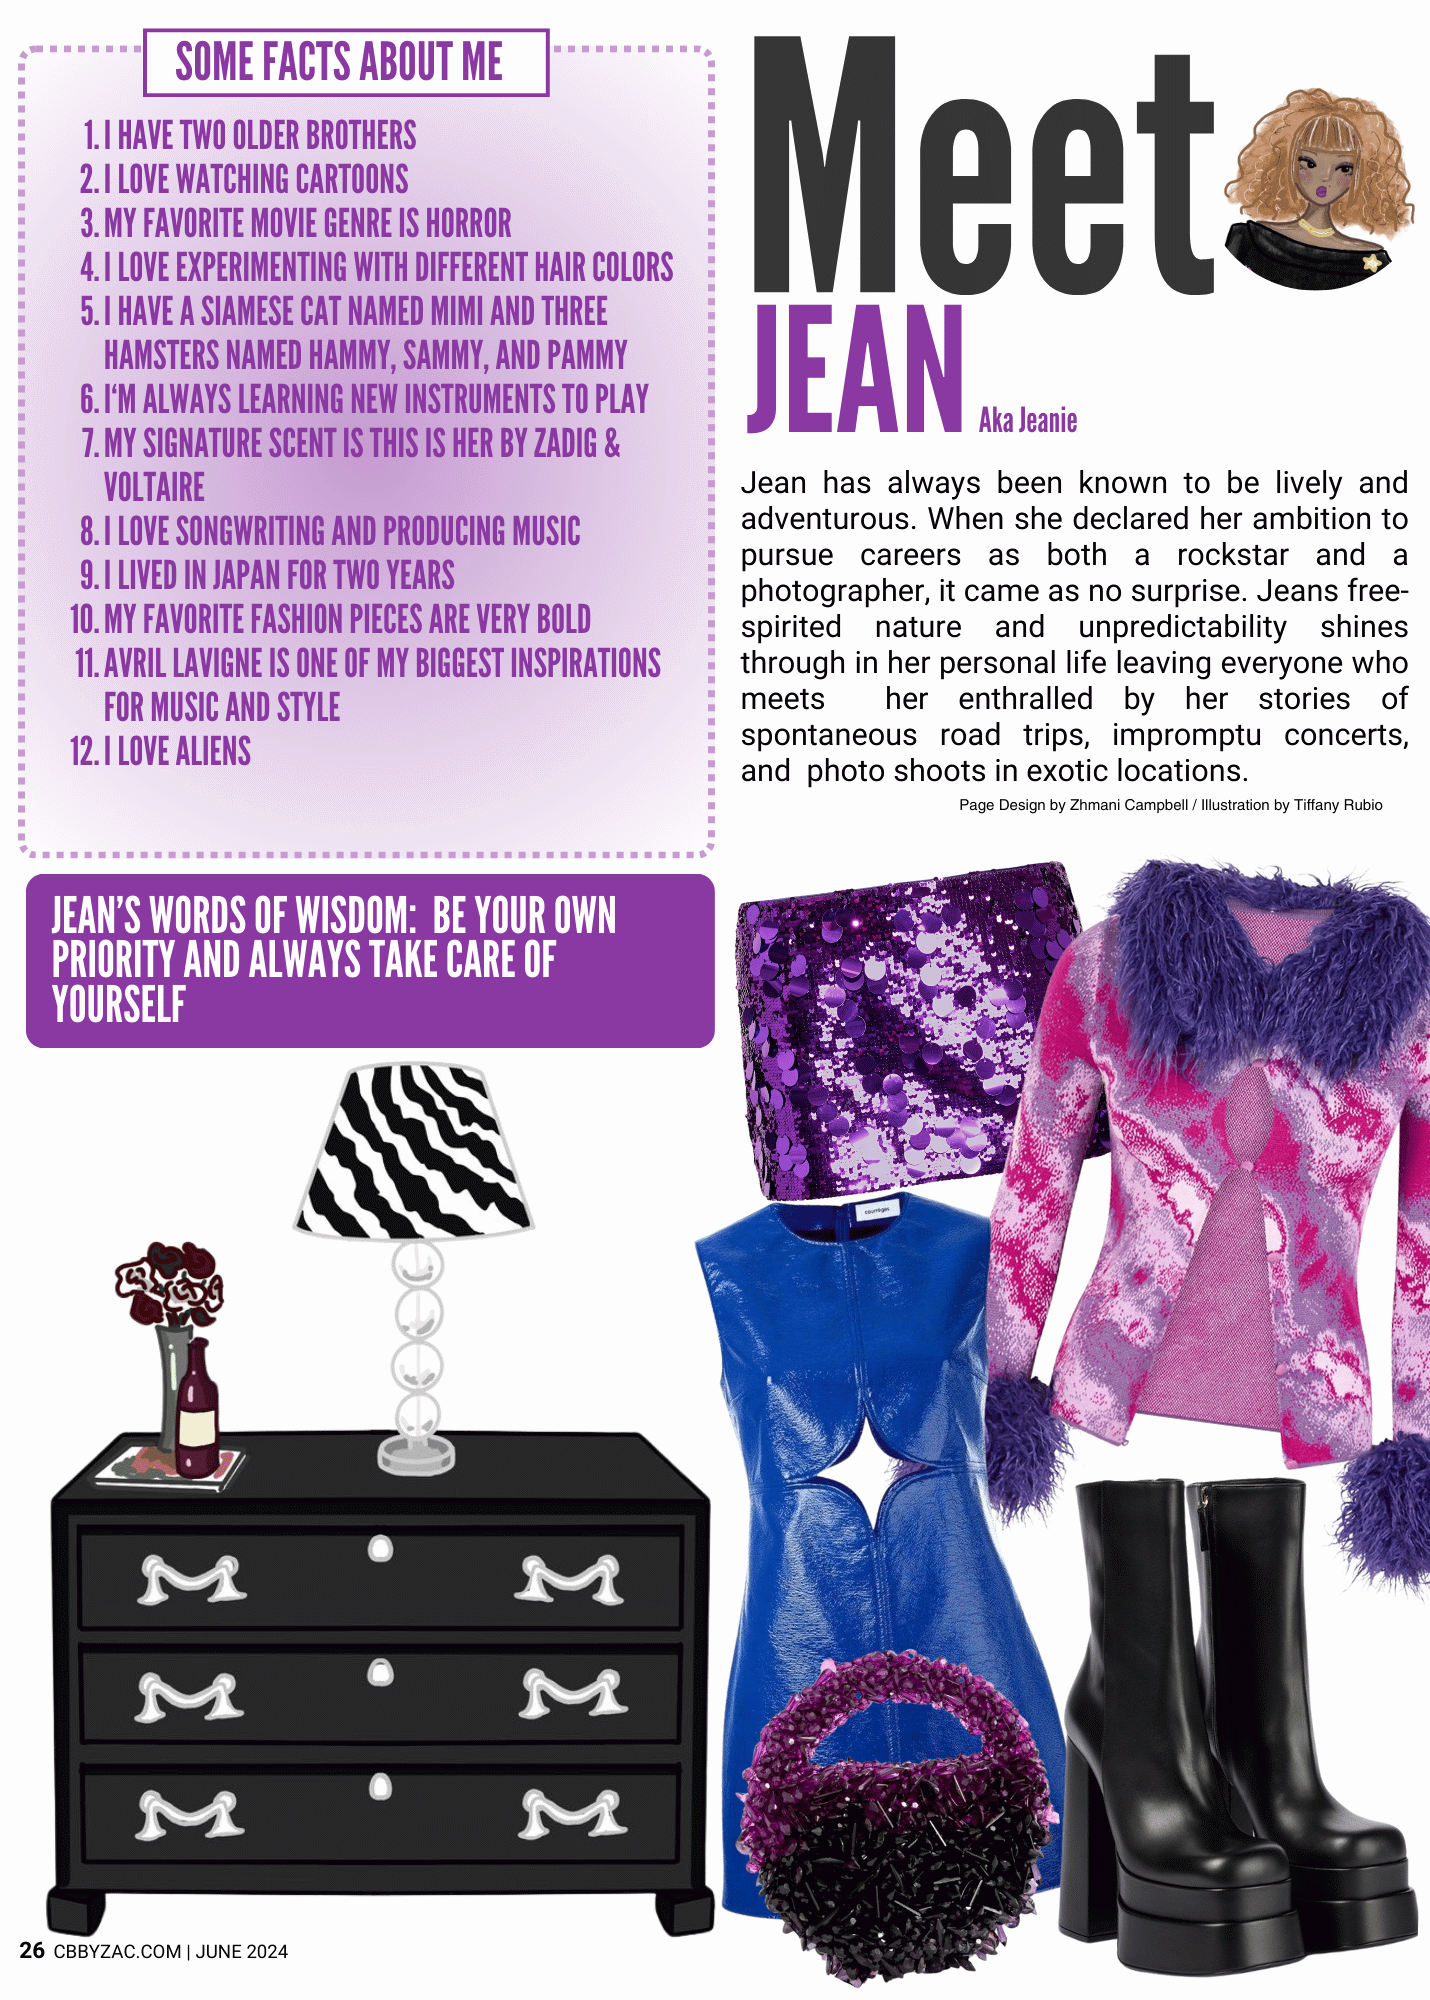 SOME FACTS ABOUT ME
1. I HAVE TWO OLDER BROTHERS
2. I LOVE WATCHING CARTOONS
3. MY FAVORITE MOVIE GENRE IS HORROR
4. I LOVE EXPERIMENTING WITH DIFFERENT HAIR COLORS
5. I HAVE A SIAMESE CAT NAMED MIMI AND THREE
HAMSTERS NAMED HAMMY, SAMMY, AND PAMMY
6. I‘M ALWAYS LEARNING NEW INSTRUMENTS TO PLAY
7. MY SIGNATURE SCENT IS THIS IS HER BY ZADIG &
VOLTAIRE
8. I LOVE SONGWRITING AND PRODUCING MUSIC
9. I LIVED IN JAPAN FOR TWO YEARS
10. MY FAVORITE FASHION PIECES ARE VERY BOLD
11. AVRIL LAVIGNE IS ONE OF MY BIGGEST INSPIRATIONS
FOR MUSIC AND STYLE
12. I LOVE ALIENS
JEAN’S WORDS OF WISDOM: BE YOUR OWN
PRIORITY AND ALWAYS TAKE CARE OF
YOURSELF
Meet
JEAN Aka Jeanie
Jean has always been known to be lively and
adventurous. When she declared her ambition to
pursue careers as both a rockstar and a
photographer, it came as no surprise. Jeans free-
spirited nature and unpredictability shines
through in her personal life leaving everyone who
meets her enthralled by her stories of
spontaneous road trips, impromptu concerts,
and photo shoots in exotic locations.
Page Design by Zhmani Campbell / Illustration by Tiffany Rubio
courrèges
26 CBBYZAC.COM | JUNE 2024